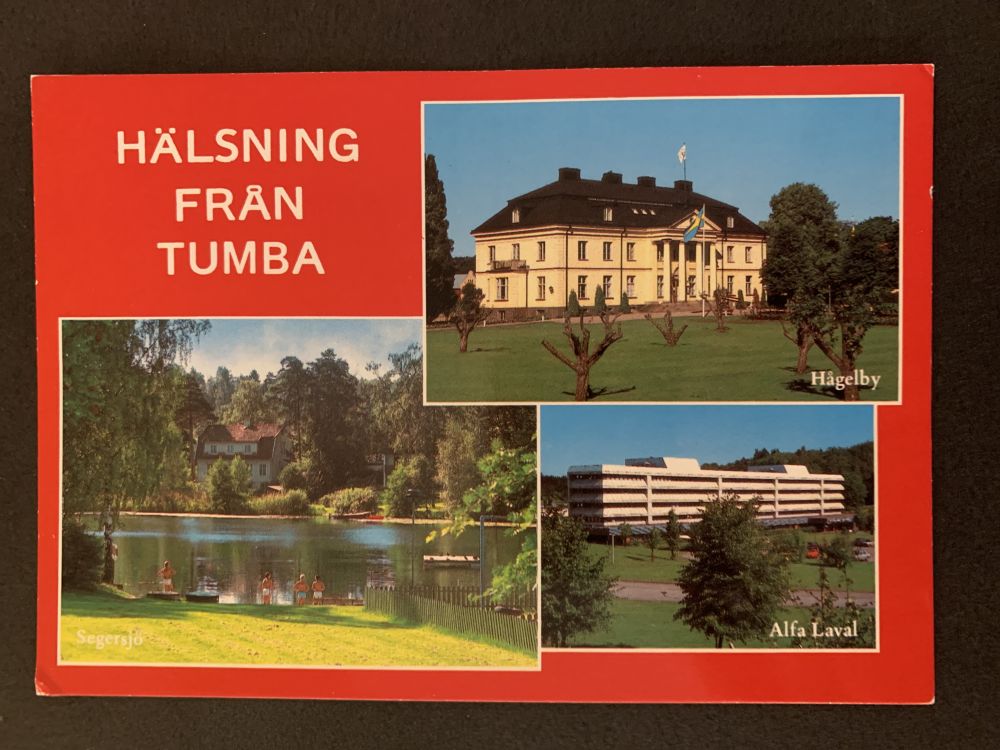 HÄLSNING
FRÅN
TUMBA
Hågelby
Segersjö
Alfa Laval